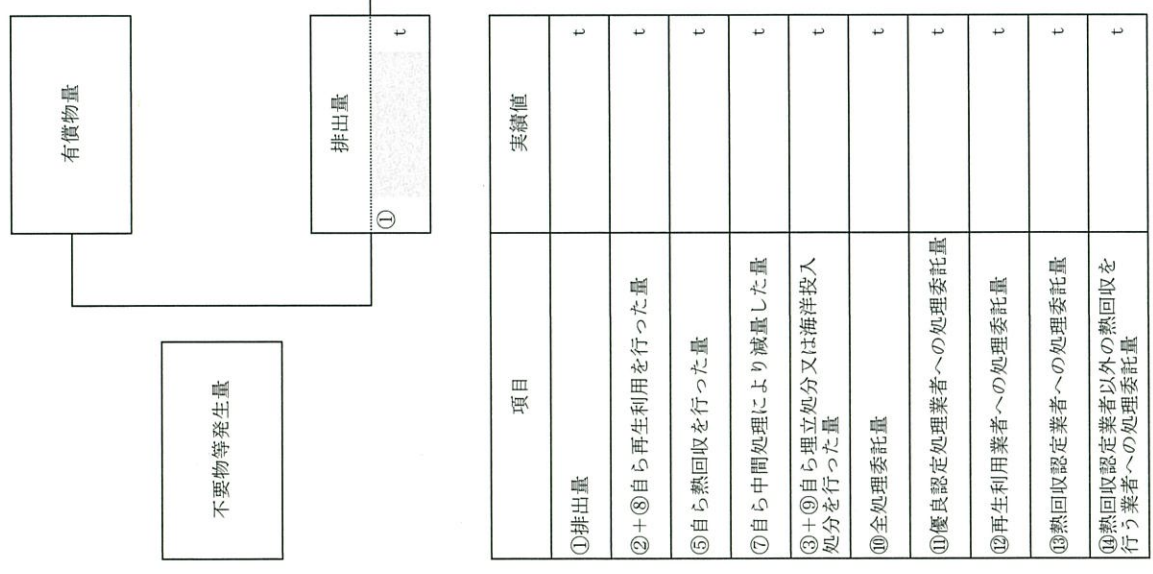 不要物等発生量
有償物量
排出量
① t
項目 実績値
①排出量 t
②+⑧自ら再生利用を行った量 t
⑤自ら熱回収を行った量 t
⑦自ら中間処理により減量した量 t
③+⑨自ら埋立処分又は海洋投入
処分を行った量 t
⑩全処理委託量 t
⑪優良認定処理業者への処理委託量 t
⑫再生利用業者への処理委託量 t
⑬熱回収認定業者への処理委託量 t
⑭熱回収認定業者以外の熱回収を
行う業者への処理委託量 t